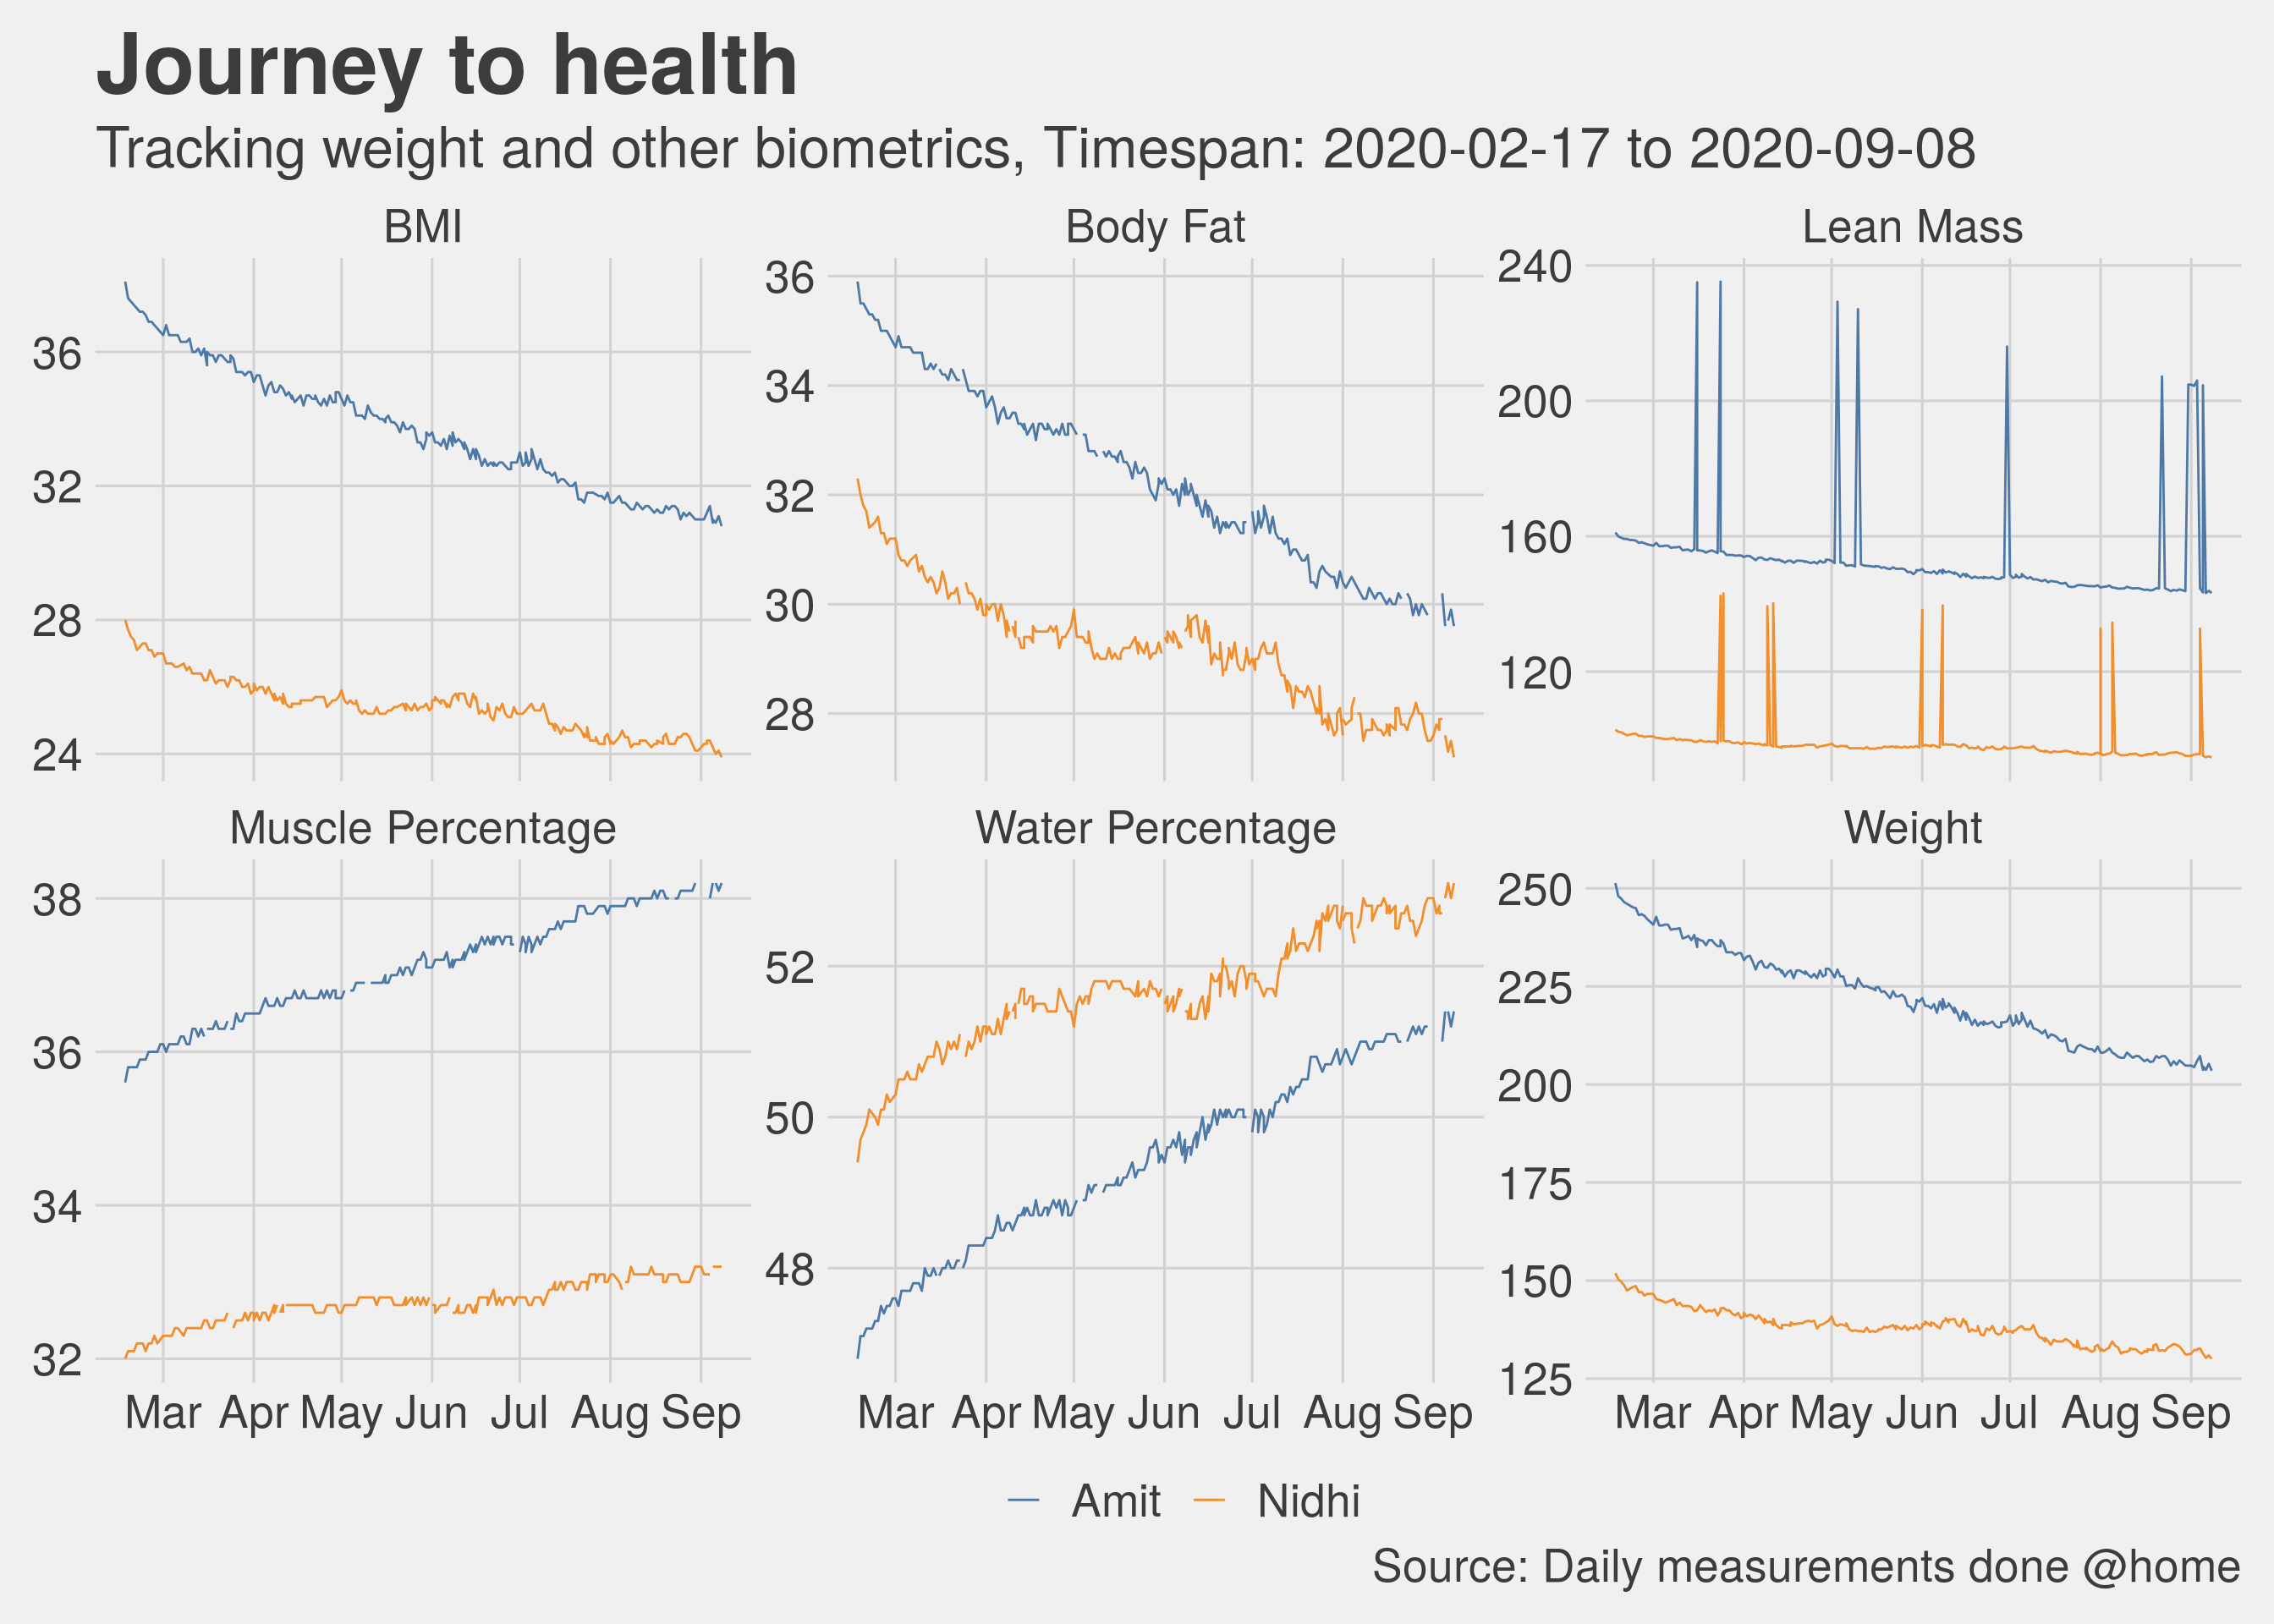 Journey to health
Tracking weight and other biometrics, Timespan: 2020-02-17 to 2020-09-08
BMI
36
32
28
24
Body Fat
36
34
32
30
28
Lean Mass
240
200
160
120
Muscle Percentage
38
36
34
32
Mar Apr May Jun Jul Aug Sep
Water Percentage
52
50
48
Mar Apr May Jun Jul Aug Sep
Weight
250
225
200
175
150
125
Mar Apr May Jun Jul Aug Sep
Amit Nidhi
Source: Daily measurements done @home